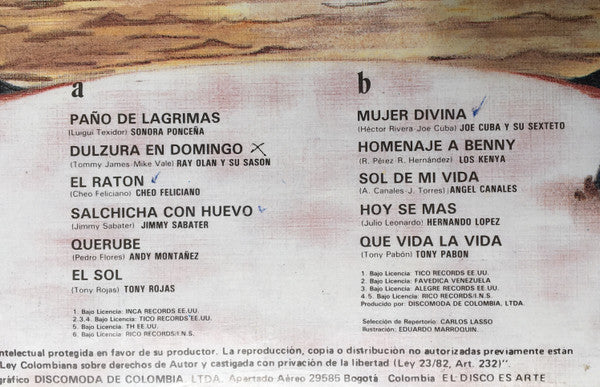 a
PAÑO DE LAGRIMAS
(Luigui Texidor) SONORA PONCEÑA
DULZURA EN DOMINGO
(Tommy James-Mike Vale) RAY OLAN Y SU SASON
EL RATON
(Cheo Feliciano) CHEO FELICIANO
SALCHICHA CON HUEVO
(Jimmy Sabater) JIMMY SABATER
QUERUBE
(Pedro Flores) ANDY MONTAÑEZ
EL SOL
(Tony Rojas) TONY ROJAS
1. Bajo Licencia: INCA RECORDS EE.UU.
2.3.4. Bajo Licencia: TICO RECORDS EE.UU.
5. Bajo Licencia: TH EE.UU.
6. Bajo Licencia: RICO RECORDS/I.N.S.
b
MUJER DIVINA
(Héctor Rivera-Joe Cuba) JOE CUBA Y SU SEXTETO
HOMENAJE A BENNY
(R. Pérez-R. Hernández) LOS KENYA
SOL DE MI VIDA
(A. Canales-J. Torres) ANGEL CANALES
HOY SE MAS
(Julio Leonardo) HERNANDO LOPEZ
QUE VIDA LA VIDA
(Tony Pabón) TONY PABON
1. Bajo Licencia: TICO RECORDS EE.UU.
2. Bajo Licencia: FAVEDICA VENEZUELA
3. Bajo Licencia: ALEGRE RECORDS EE.UU.
4.5. Bajo Licencia: RICO RECORDS/I.N.S.
Producido por: DISCOMODA DE COLOMBIA, LTDA.
Selección de Repertorio: CARLOS LASSO
Ilustración: EDUARDO MARROQUIN.
ntelectual protegida en favor de su productor. La reproducción, copia o distribución no autorizadas previamente están
Ley Colombiana sobre derechos de Autor y castigada con privación de la libertad (Ley 23/82, Art. 232)".
gráfico DISCOMODA DE COLOMBIA, LTDA. Apartado Aéreo 29585 Bogotá Colombia EL DISCO ES ARTE